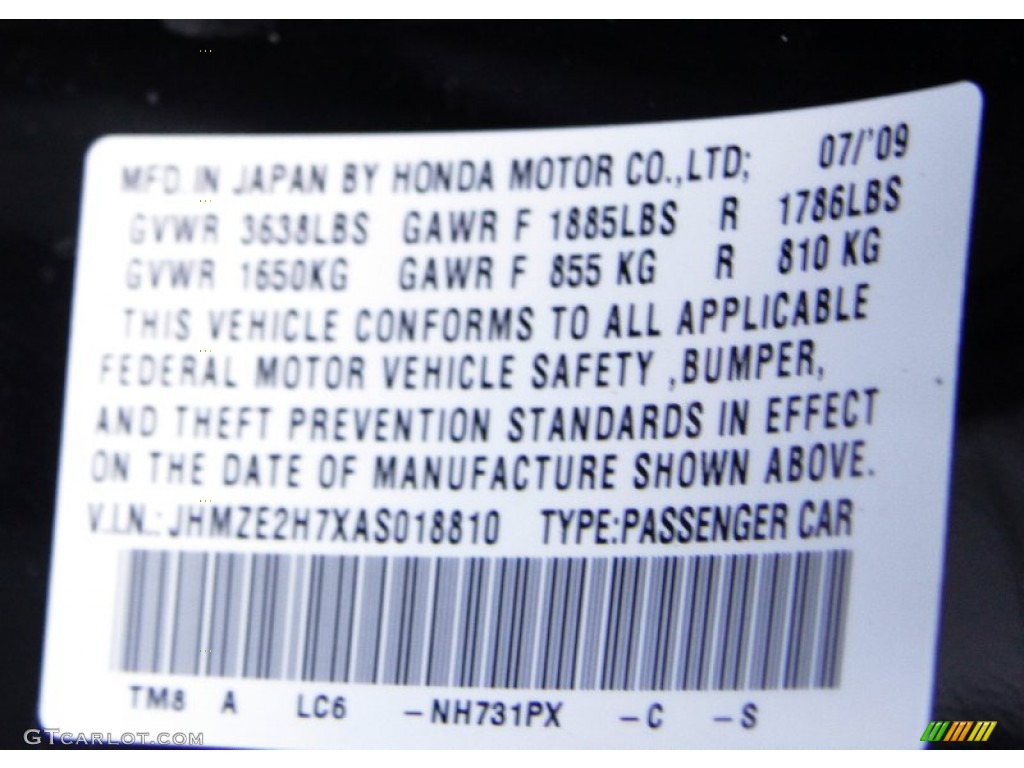 MFD. IN JAPAN BY HONDA MOTOR CO.,LTD; 07/'09
GVWR 3638LBS GAWR F 1885LBS R 1786LBS
GVWR 1650KG GAWR F 855 KG R 810 KG
THIS VEHICLE CONFORMS TO ALL APPLICABLE
FEDERAL MOTOR VEHICLE SAFETY ,BUMPER,
AND THEFT PREVENTION STANDARDS IN EFFECT
ON THE DATE OF MANUFACTURE SHOWN ABOVE.
V.I.N.: JHMZE2H7XAS018810 TYPE:PASSENGER CAR
TM8 A LC6 -NH731PX -C -S
GTCARLOT.COM